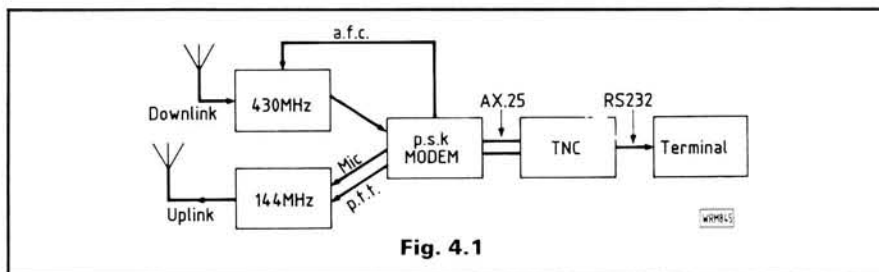 a.f.c.
Downlink
430MHz
AX.25
RS232
p.s.k
MODEM
TNC
Terminal
Mic
p.t.t.
Uplink
144MHz
WRM845
Fig. 4.1